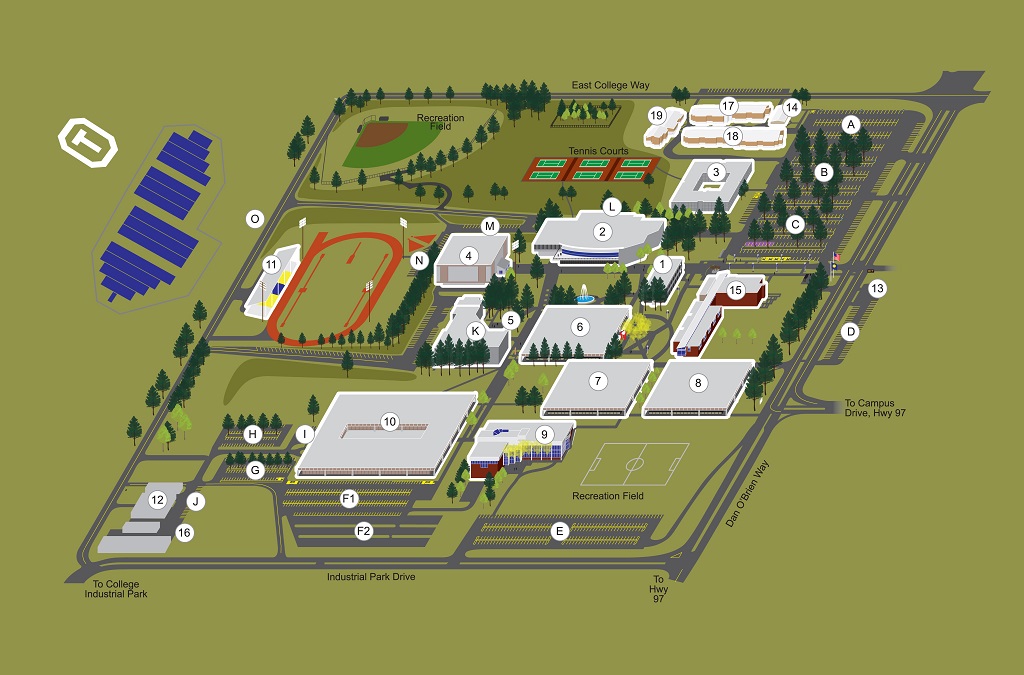 East College Way
17
14
19
18
A
Recreation
Field
Tennis Courts
3
B
L
O
M
C
2
4
N
11
1
13
15
5
6
K
D
7
8
To Campus
Drive, Hwy 97
10
H
I
9
G
Recreation Field
12
J
F1
F2
16
E
Dan O'Brien Way
Industrial Park Drive
To College
Industrial Park
To
Hwy
97
T